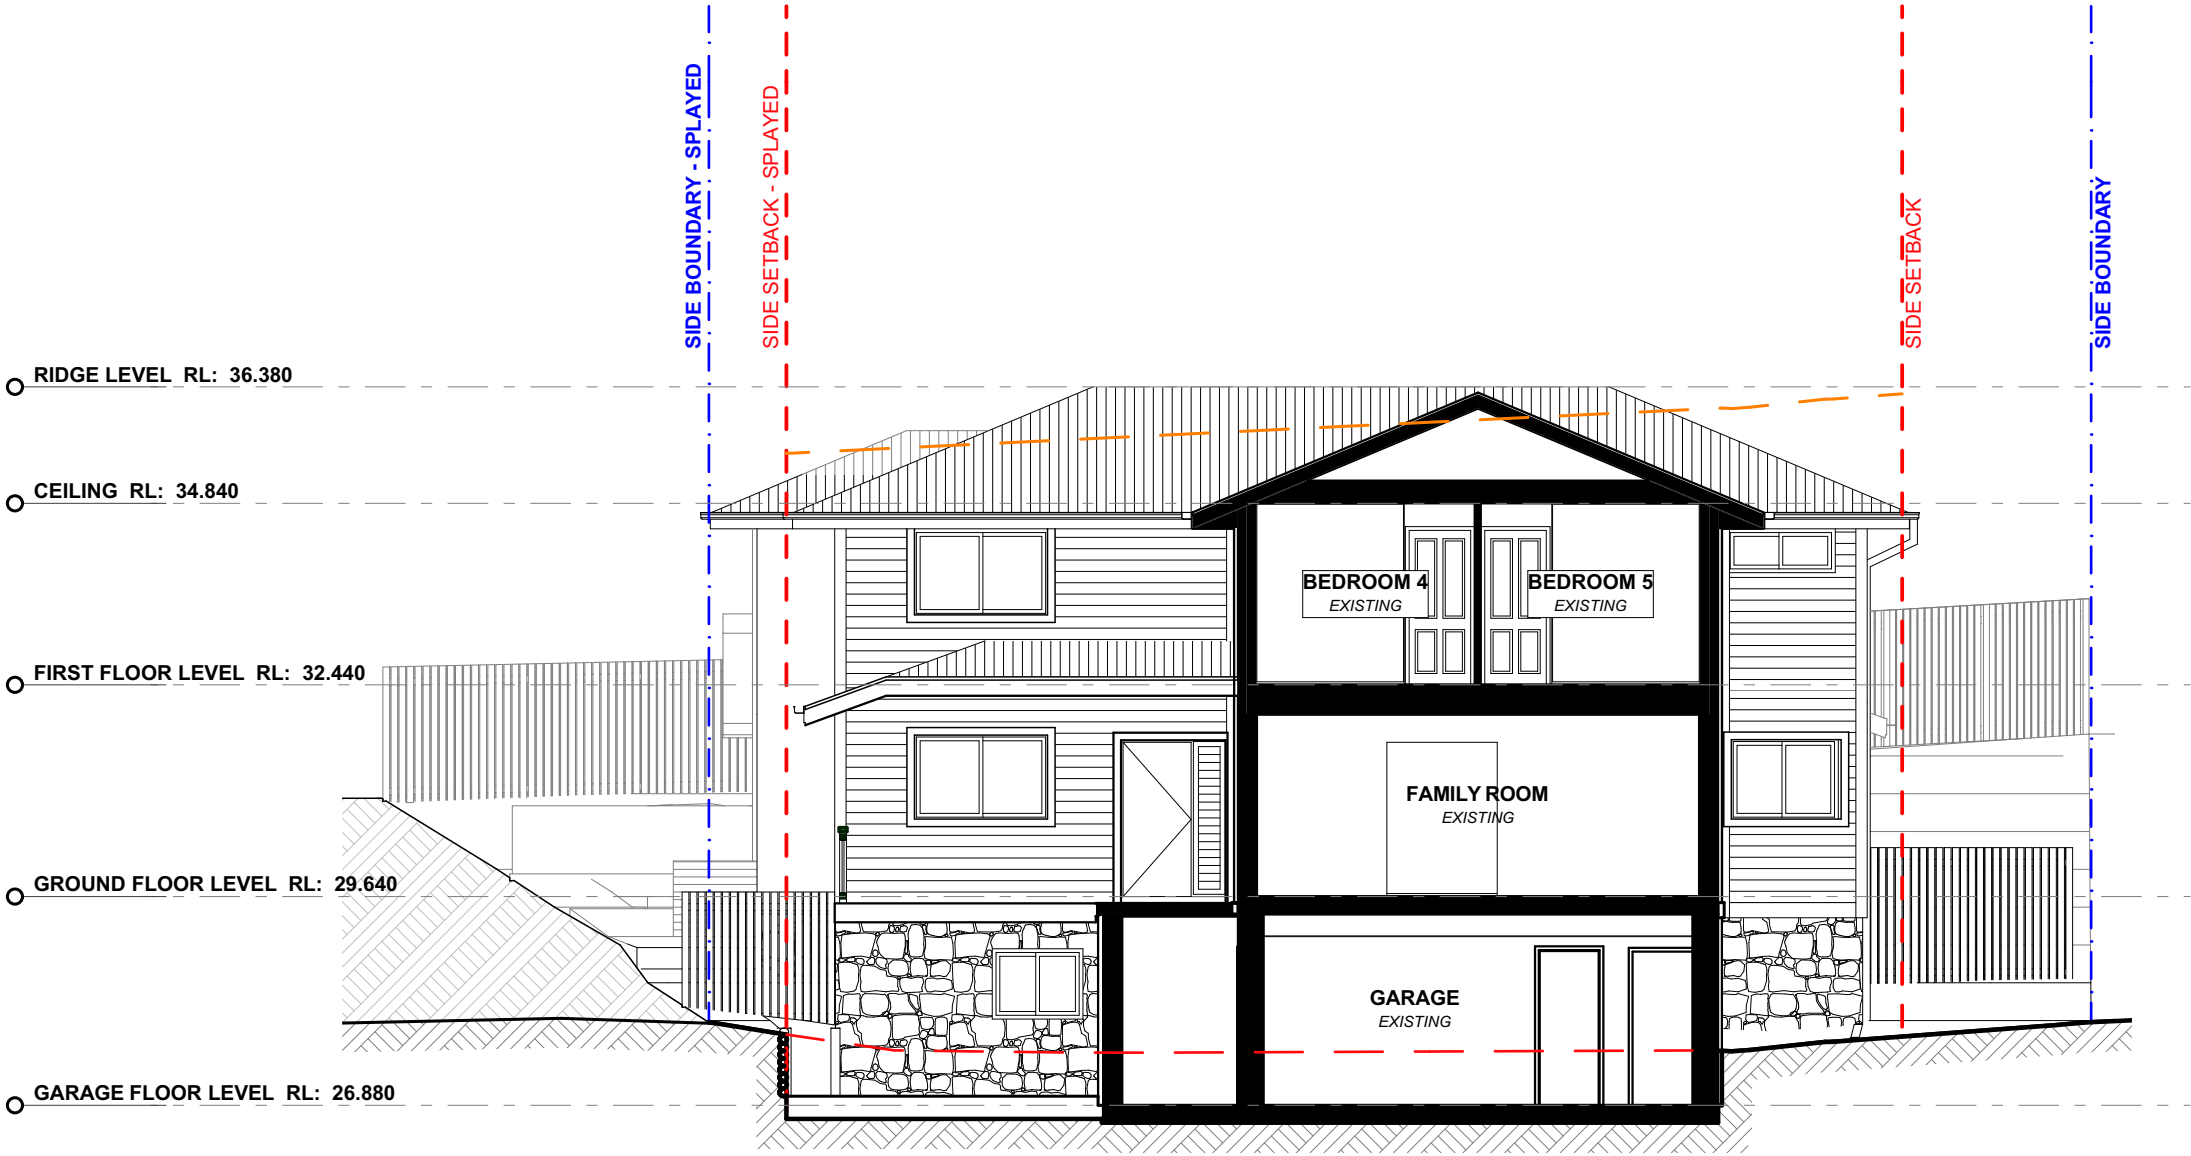 SIDE BOUNDARY - SPLAYED
SIDE SETBACK - SPLAYED
SIDE SETBACK
SIDE BOUNDARY
RIDGE LEVEL RL: 36.380
CEILING RL: 34.840
BEDROOM 4
EXISTING
BEDROOM 5
EXISTING
FIRST FLOOR LEVEL RL: 32.440
FAMILY ROOM
EXISTING
GROUND FLOOR LEVEL RL: 29.640
GARAGE
EXISTING
GARAGE FLOOR LEVEL RL: 26.880